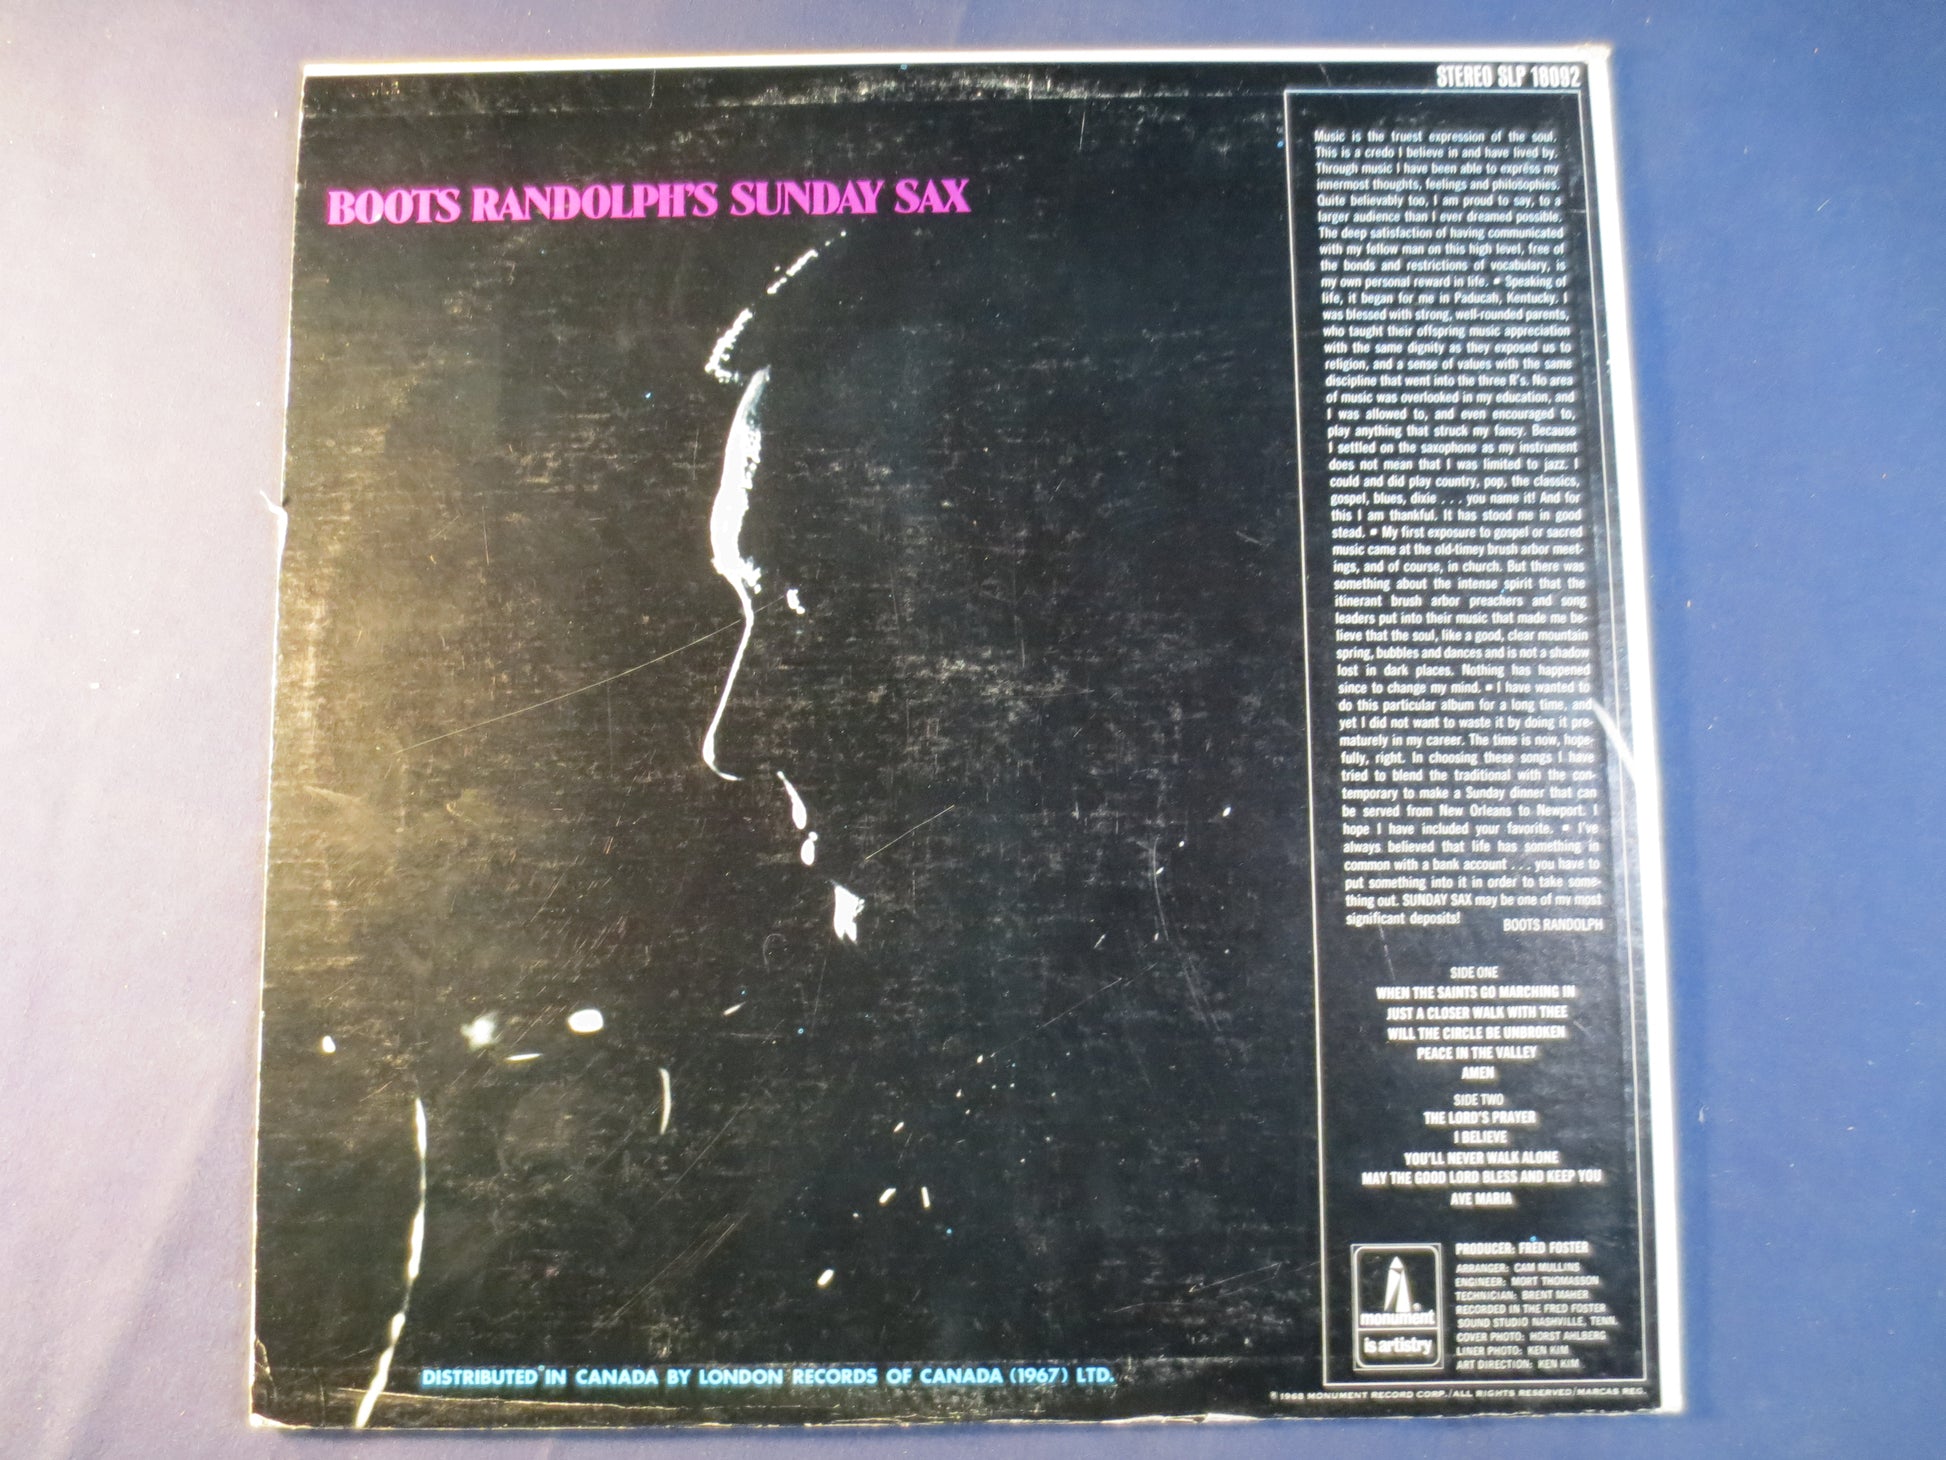 STEREO SLP 18092
BOOTS RANDOLPH'S SUNDAY SAX
Music is the truest expression of the soul.
This is a credo I believe in and have lived by.
Through music I have been able to express my
innermost thoughts, feelings and philosophies.
Quite believably too, I am proud to say, to a
larger audience than I ever dreamed possible.
The deep satisfaction of having communicated
with my fellow man on this high level, free of
the bonds and restrictions of vocabulary, is
my own personal reward in life. ▪ Speaking of
life, it began for me in Paducah, Kentucky. I
was blessed with strong, well-rounded parents,
who taught their offspring music appreciation
with the same dignity as they exposed us to
religion, and a sense of values with the same
discipline that went into the three R's. No area
of music was overlooked in my education, and
I was allowed to, and even encouraged to,
play anything that struck my fancy. Because
I settled on the saxophone as my instrument
does not mean that I was limited to jazz. I
could and did play country, pop, the classics,
gospel, blues, dixie . . . you name it! And for
this I am thankful. It has stood me in good
stead. ▪ My first exposure to gospel or sacred
music came at the old-timey brush arbor meet-
ings, and of course, in church. But there was
something about the intense spirit that the
itinerant brush arbor preachers and song
leaders put into their music that made me be-
lieve that the soul, like a good, clear mountain
spring, bubbles and dances and is not a shadow
lost in dark places. Nothing has happened
since to change my mind. ▪ I have wanted to
do this particular album for a long time, and
yet I did not want to waste it by doing it pre-
maturely in my career. The time is now, hope-
fully, right. In choosing these songs I have
tried to blend the traditional with the con-
temporary to make a Sunday dinner that can
be served from New Orleans to Newport. I
hope I have included your favorite. ▪ I've
always believed that life has something in
common with a bank account . . . you have to
put something into it in order to take some-
thing out. SUNDAY SAX may be one of my most
significant deposits!
BOOTS RANDOLPH
SIDE ONE
WHEN THE SAINTS GO MARCHING IN
JUST A CLOSER WALK WITH THEE
WILL THE CIRCLE BE UNBROKEN
PEACE IN THE VALLEY
AMEN
SIDE TWO
THE LORD'S PRAYER
I BELIEVE
YOU'LL NEVER WALK ALONE
MAY THE GOOD LORD BLESS AND KEEP YOU
AVE MARIA
monument
is artistry
PRODUCER: FRED FOSTER
ARRANGER: CAM MULLINS
ENGINEER: MORT THOMASSON
TECHNICIAN: BRENT MAHER
RECORDED IN THE FRED FOSTER
SOUND STUDIO NASHVILLE, TENN.
COVER PHOTO: HORST AHLBERG
LINER PHOTO: KEN KIM
ART DIRECTION: KEN KIM
DISTRIBUTED IN CANADA BY LONDON RECORDS OF CANADA (1967) LTD.
℗ 1968 MONUMENT RECORD CORP./ALL RIGHTS RESERVED/MARCAS REG.